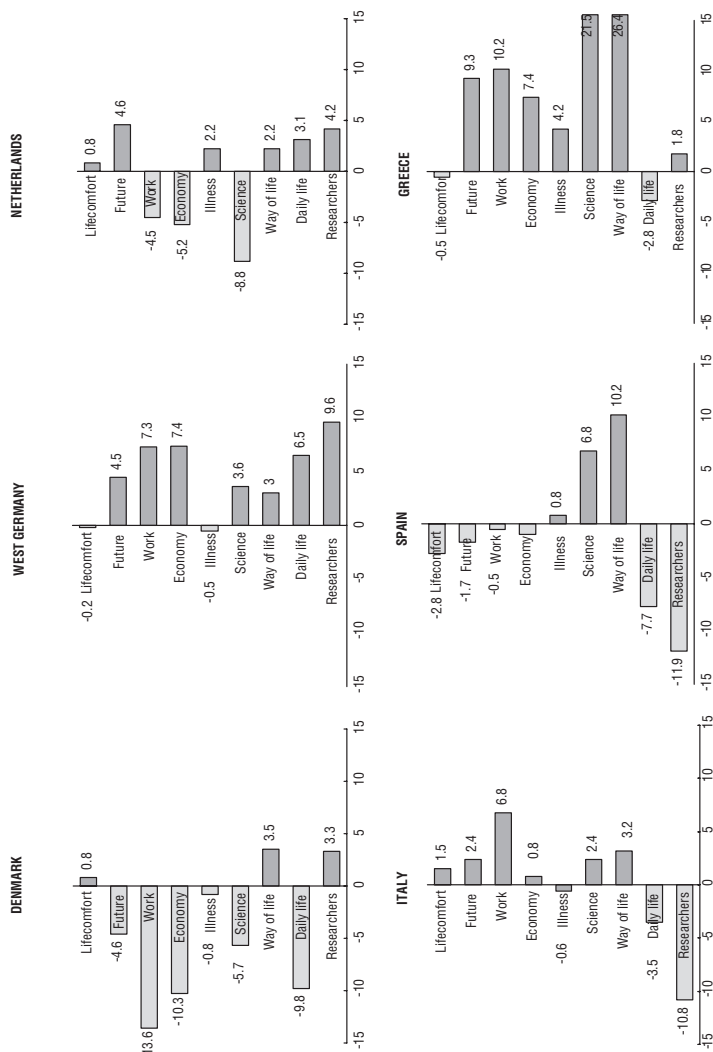 DENMARK
Lifecomfort 0.8
-4.6 Future
13.6 Work
-10.3 Economy
-0.8 Illness
-5.7 Science
Way of life 3.5
-9.8 Daily life
Researchers 3.3
-15 -10 -5 0 5 10 15
WEST GERMANY
-0.2 Lifecomfort
Future 4.5
Work 7.3
Economy 7.4
-0.5 Illness
Science 3.6
Way of life 3
Daily life 6.5
Researchers 9.6
-15 -10 -5 0 5 10 15
NETHERLANDS
Lifecomfort 0.8
Future 4.6
-4.5 Work
-5.2 Economy
Illness 2.2
-8.8 Science
Way of life 2.2
Daily life 3.1
Researchers 4.2
-15 -10 -5 0 5 10 15
ITALY
Lifecomfort 1.5
Future 2.4
Work 6.8
Economy 0.8
-0.6 Illness
Science 2.4
Way of life 3.2
-3.5 Daily life
-10.8 Researchers
-15 -10 -5 0 5 10 15
SPAIN
-2.8 Lifecomfort
-1.7 Future
-0.5 Work
Economy
Illness 0.8
Science 6.8
Way of life 10.2
-7.7 Daily life
-11.9 Researchers
-15 -10 -5 0 5 10 15
GREECE
-0.5 Lifecomfort
Future 9.3
Work 10.2
Economy 7.4
Illness 4.2
Science 21.5
Way of life 26.4
-2.8 Daily life
Researchers 1.8
-15 -10 -5 0 5 10 15